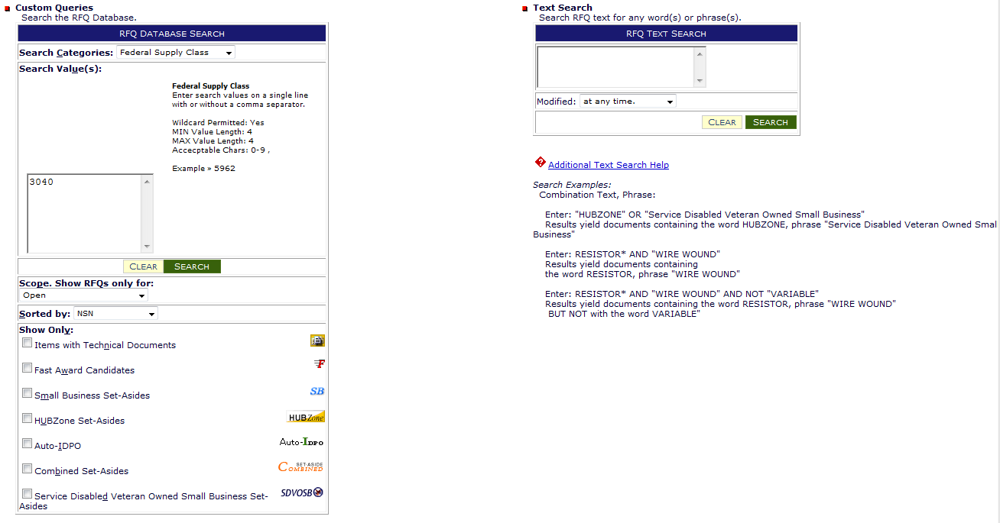 Custom Queries
Search the RFQ Database.
RFQ DATABASE SEARCH
Search Categories: Federal Supply Class
Search Value(s):
Federal Supply Class
Enter search values on a single line
with or without a comma separator.
Wildcard Permitted: Yes
MIN Value Length: 4
MAX Value Length: 4
Accecptable Chars: 0-9 ,
Example » 5962
3040
CLEAR SEARCH
Scope. Show RFQs only for:
Open
Sorted by: NSN
Show Only:
Items with Technical Documents
Fast Award Candidates F
Small Business Set-Asides SB
HUBZone Set-Asides HUBZone
Auto-IDPO Auto-IDPO
Combined Set-Asides SET-ASIDE COMBINED
Service Disabled Veteran Owned Small Business Set- SDVOSB
Asides
Text Search
Search RFQ text for any word(s) or phrase(s).
RFQ TEXT SEARCH
Modified: at any time.
CLEAR SEARCH
? Additional Text Search Help
Search Examples:
Combination Text, Phrase:
Enter: "HUBZONE" OR "Service Disabled Veteran Owned Small Business"
Results yield documents containing the word HUBZONE, phrase "Service Disabled Veteran Owned Smal
Business"
Enter: RESISTOR* AND "WIRE WOUND"
Results yield documents containing
the word RESISTOR, phrase "WIRE WOUND"
Enter: RESISTOR* AND "WIRE WOUND" AND NOT "VARIABLE"
Results yield documents containing the word RESISTOR, phrase "WIRE WOUND"
BUT NOT with the word VARIABLE"